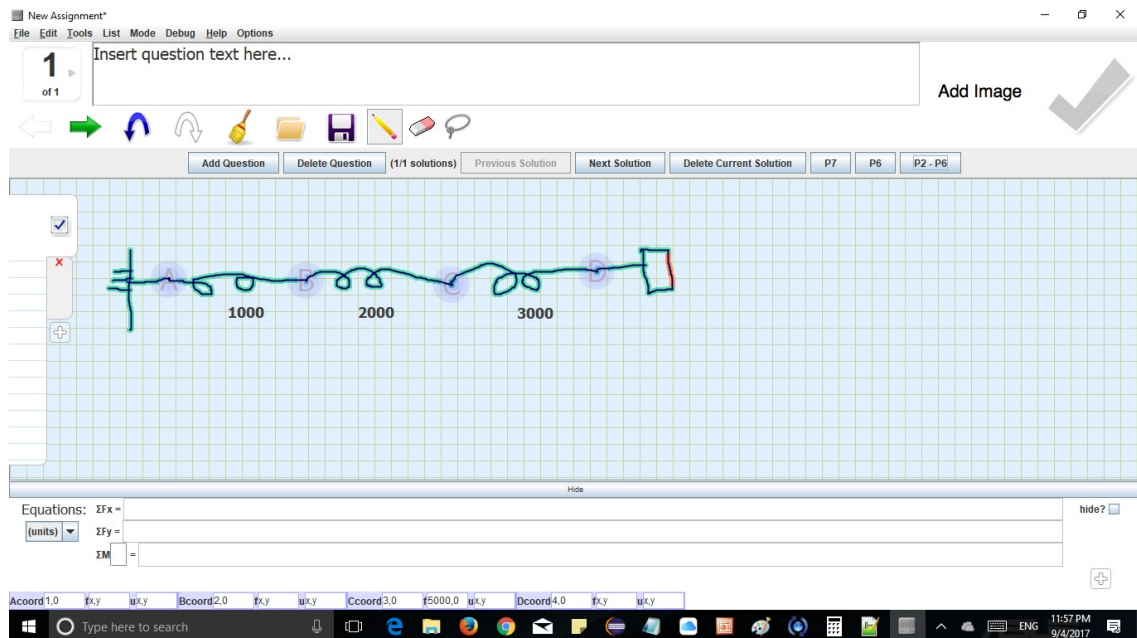 New Assignment*
File Edit Tools List Mode Debug Help Options
1
of 1
Insert question text here...
Add Image
Add Question Delete Question (1/1 solutions) Previous Solution Next Solution Delete Current Solution P7 P6 P2 - P6
x
A B C D
1000 2000 3000
Hide
Equations: ΣFx =
hide?
(units) ΣFy =
ΣM =
Acoord 1,0 fx,y ux,y Bcoord 2,0 fx,y ux,y Ccoord 3,0 f5000,0 ux,y Dcoord 4,0 fx,y ux,y
Type here to search
ENG
11:57 PM
9/4/2017